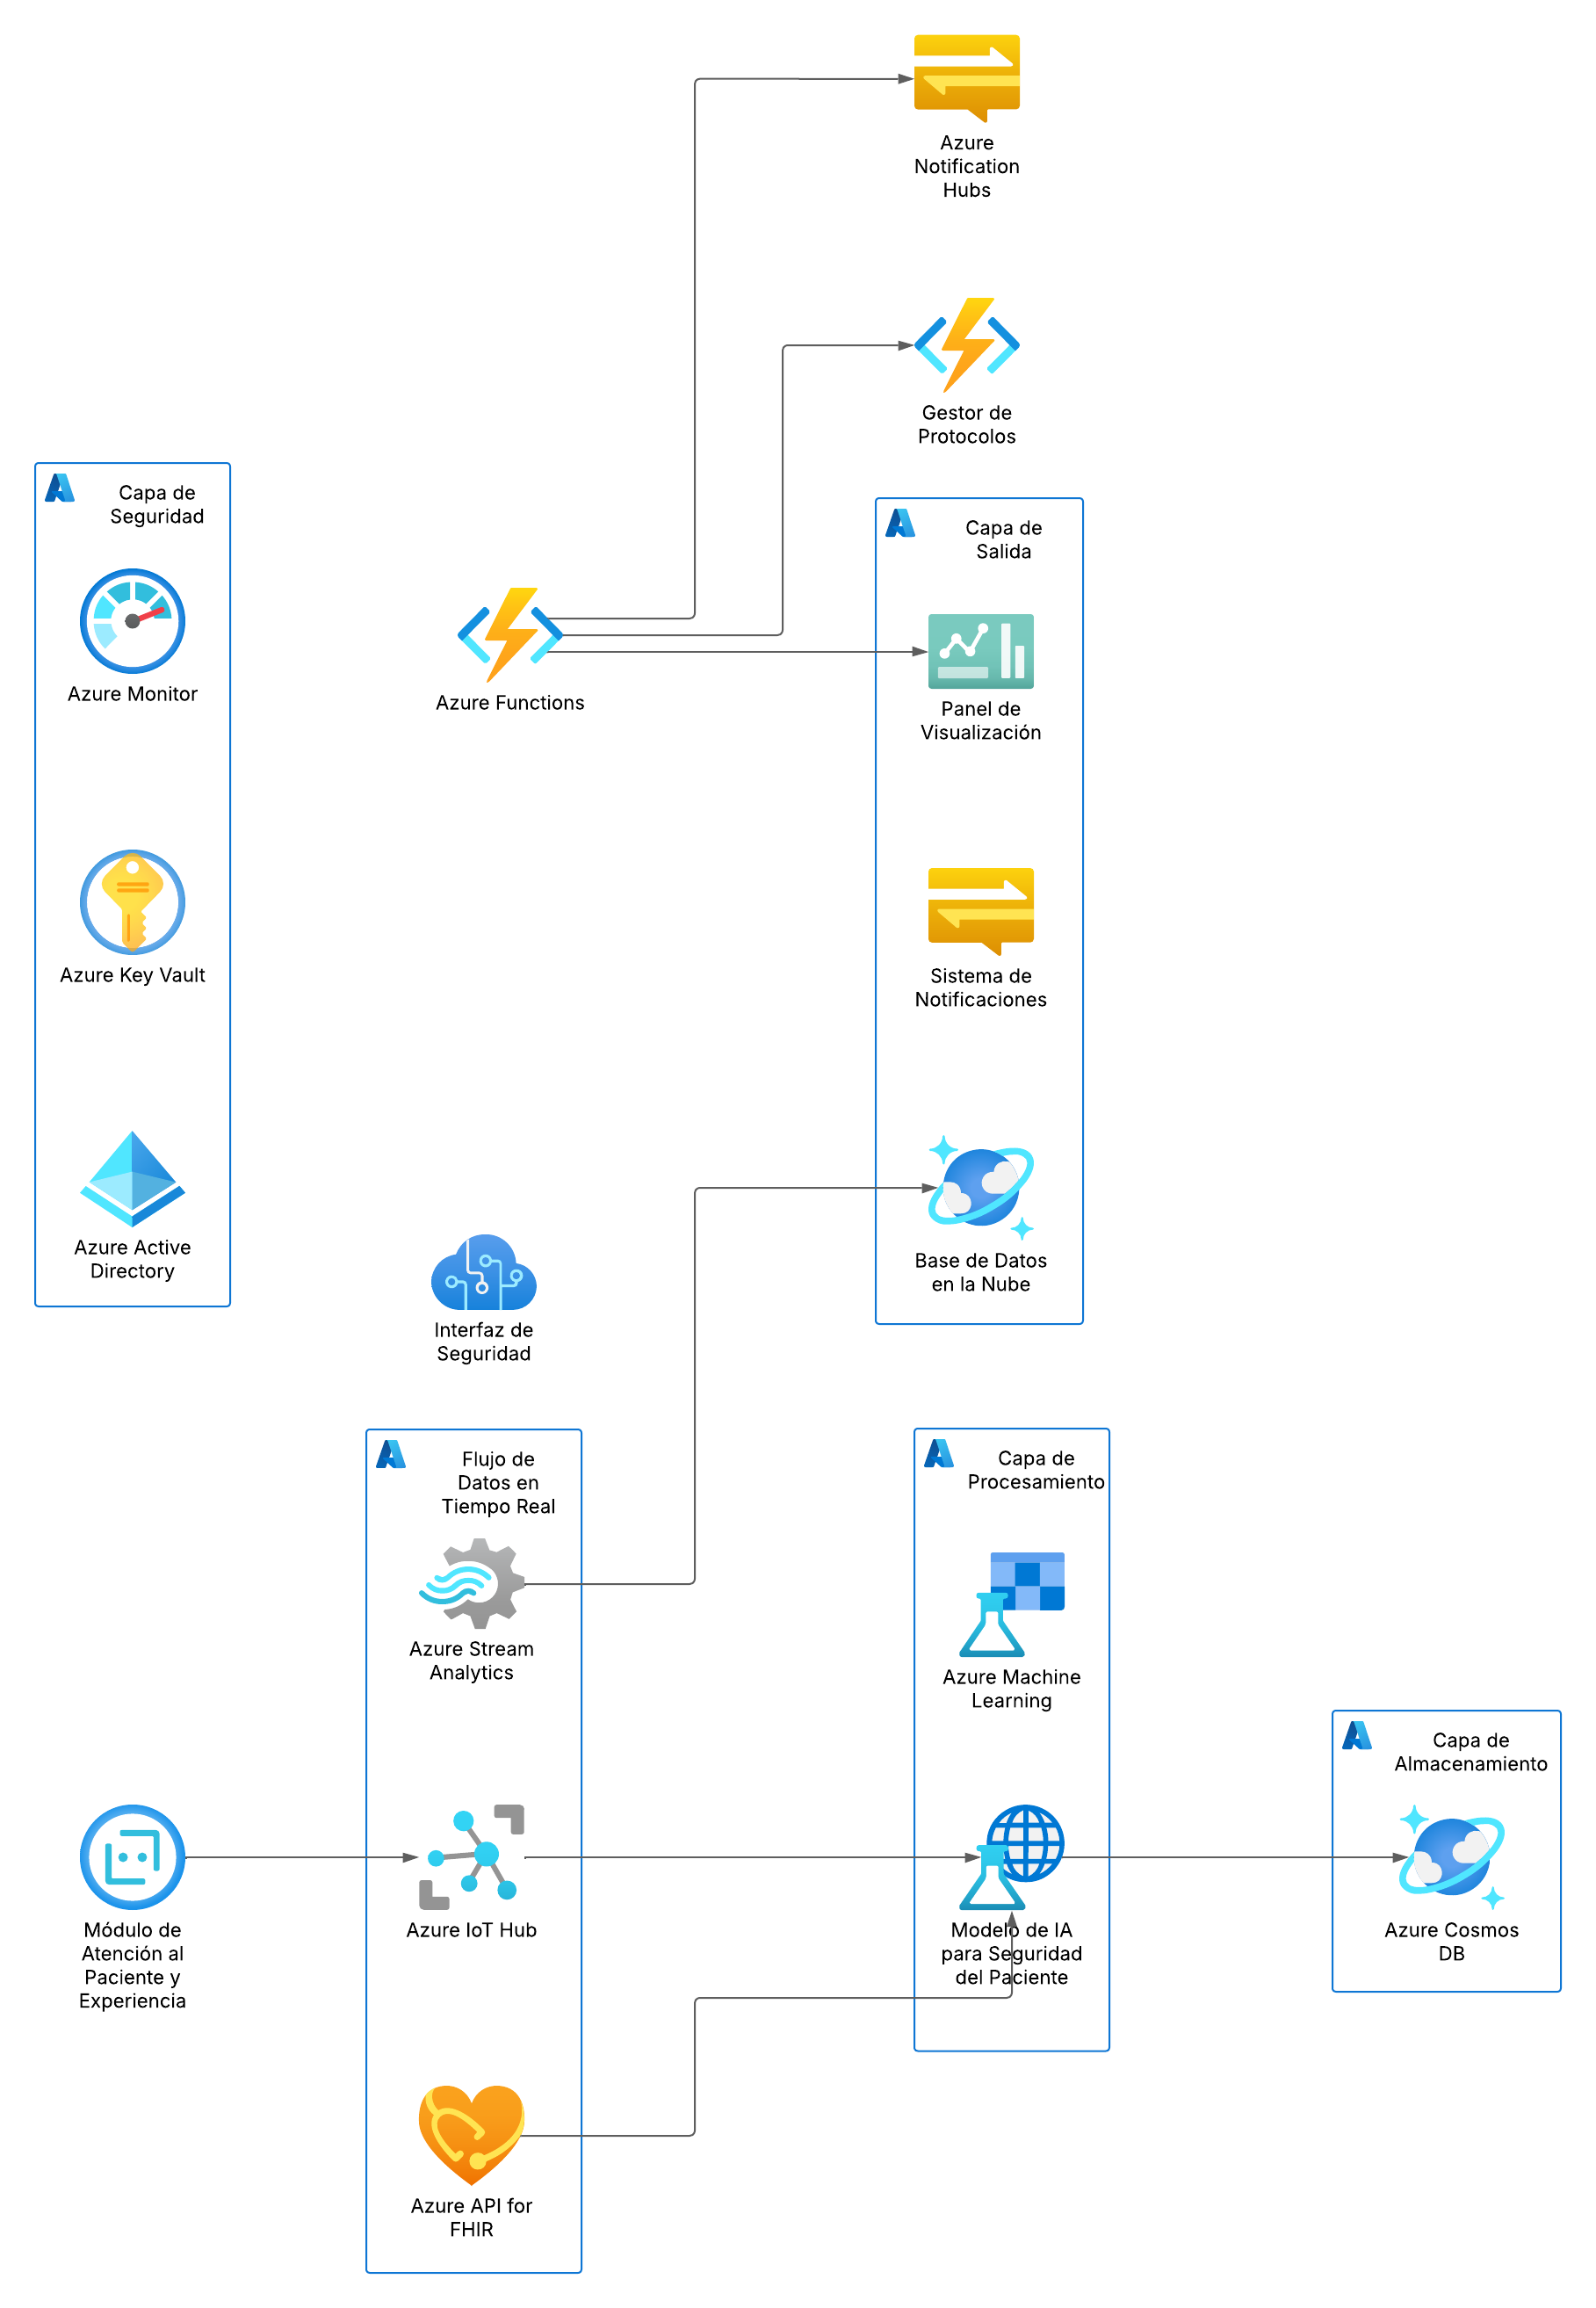 Azure
Notification
Hubs
Gestor de
Protocolos
Capa de
Seguridad
Azure Monitor
Azure Key Vault
Azure Active
Directory
Azure Functions
Capa de
Salida
Panel de
Visualización
Sistema de
Notificaciones
Base de Datos
en la Nube
Interfaz de
Seguridad
Flujo de
Datos en
Tiempo Real
Azure Stream
Analytics
Azure IoT Hub
Azure API for
FHIR
Capa de
Procesamiento
Azure Machine
Learning
Modelo de IA
para Seguridad
del Paciente
Capa de
Almacenamiento
Azure Cosmos
DB
Módulo de
Atención al
Paciente y
Experiencia